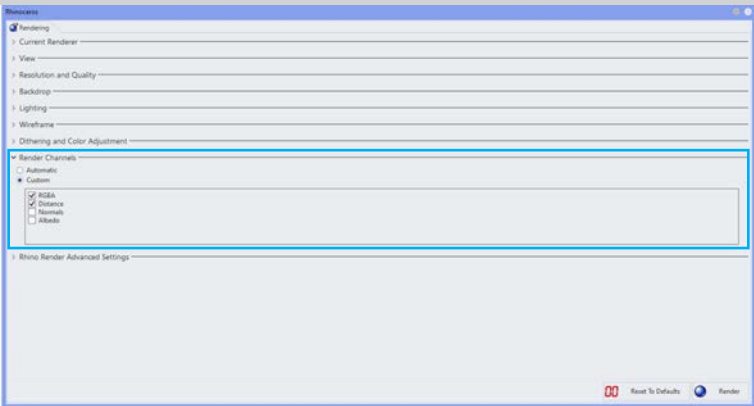 Rhinoceros
Rendering
Current Renderer
View
Resolution and Quality
Backdrop
Lighting
Wireframe
Dithering and Color Adjustment
Render Channels
Automatic
Custom
RGBA
Distance
Normals
Albedo
Rhino Render Advanced Settings
Reset To Defaults Render